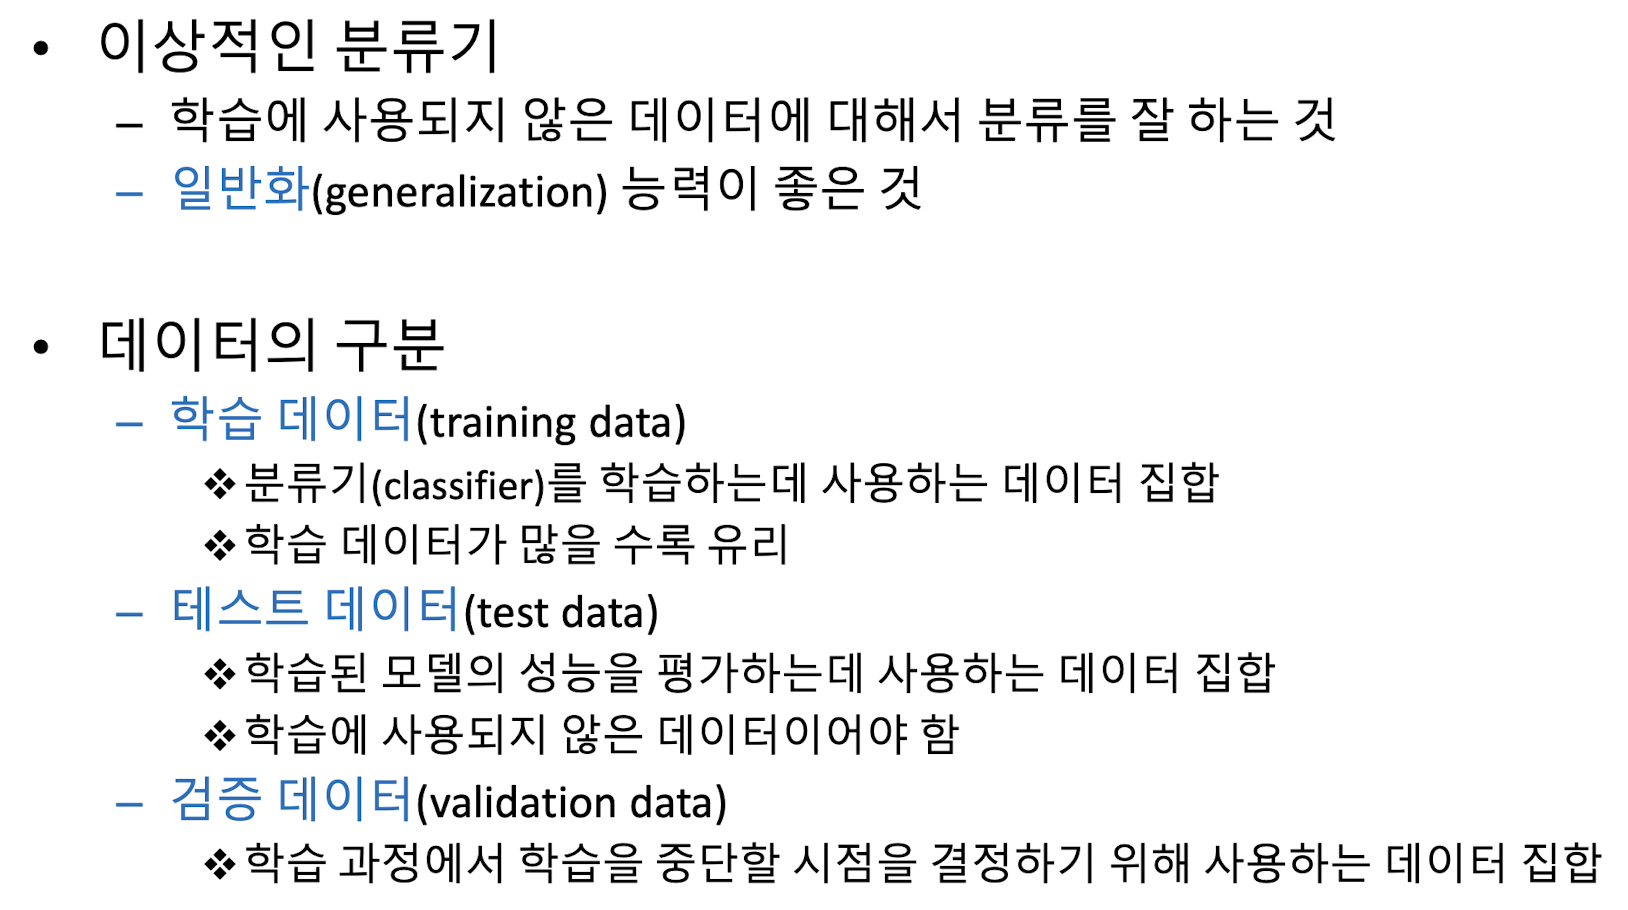 • 이상적인 분류기
– 학습에 사용되지 않은 데이터에 대해서 분류를 잘 하는 것
– 일반화(generalization) 능력이 좋은 것
• 데이터의 구분
– 학습 데이터(training data)
❖ 분류기(classifier)를 학습하는데 사용하는 데이터 집합
❖ 학습 데이터가 많을 수록 유리
– 테스트 데이터(test data)
❖ 학습된 모델의 성능을 평가하는데 사용하는 데이터 집합
❖ 학습에 사용되지 않은 데이터이어야 함
– 검증 데이터(validation data)
❖ 학습 과정에서 학습을 중단할 시점을 결정하기 위해 사용하는 데이터 집합